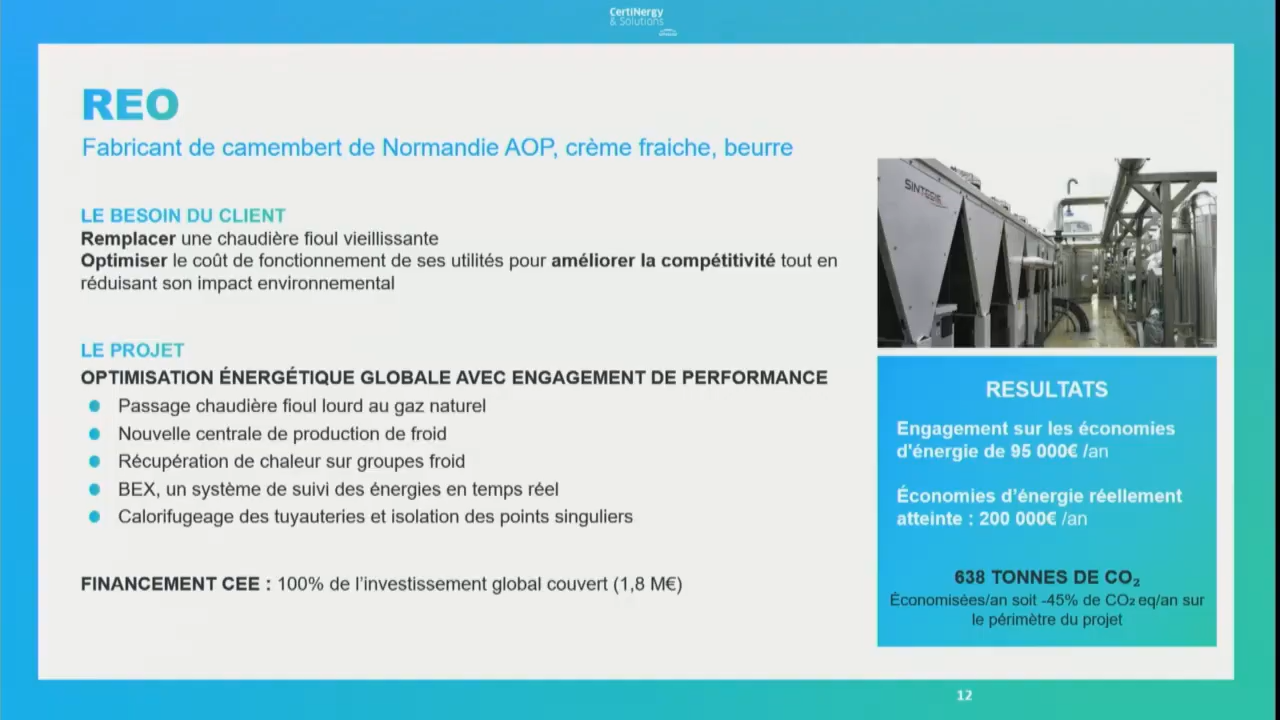 CertiNergy
& Solutions
REO
Fabricant de camembert de Normandie AOP, crème fraiche, beurre
LE BESOIN DU CLIENT
Remplacer une chaudière fioul vieillissante
Optimiser le coût de fonctionnement de ses utilités pour améliorer la compétitivité tout en
réduisant son impact environnemental
LE PROJET
OPTIMISATION ÉNERGÉTIQUE GLOBALE AVEC ENGAGEMENT DE PERFORMANCE
Passage chaudière fioul lourd au gaz naturel
Nouvelle centrale de production de froid
Récupération de chaleur sur groupes froid
BEX, un système de suivi des énergies en temps réel
Calorifugeage des tuyauteries et isolation des points singuliers
FINANCEMENT CEE : 100% de l’investissement global couvert (1,8 M€)
SINTESIE
RESULTATS
Engagement sur les économies
d'énergie de 95 000€ /an
Économies d’énergie réellement
atteinte : 200 000€ /an
638 TONNES DE CO₂
Économisées/an soit -45% de CO₂ eq/an sur
le périmètre du projet
12